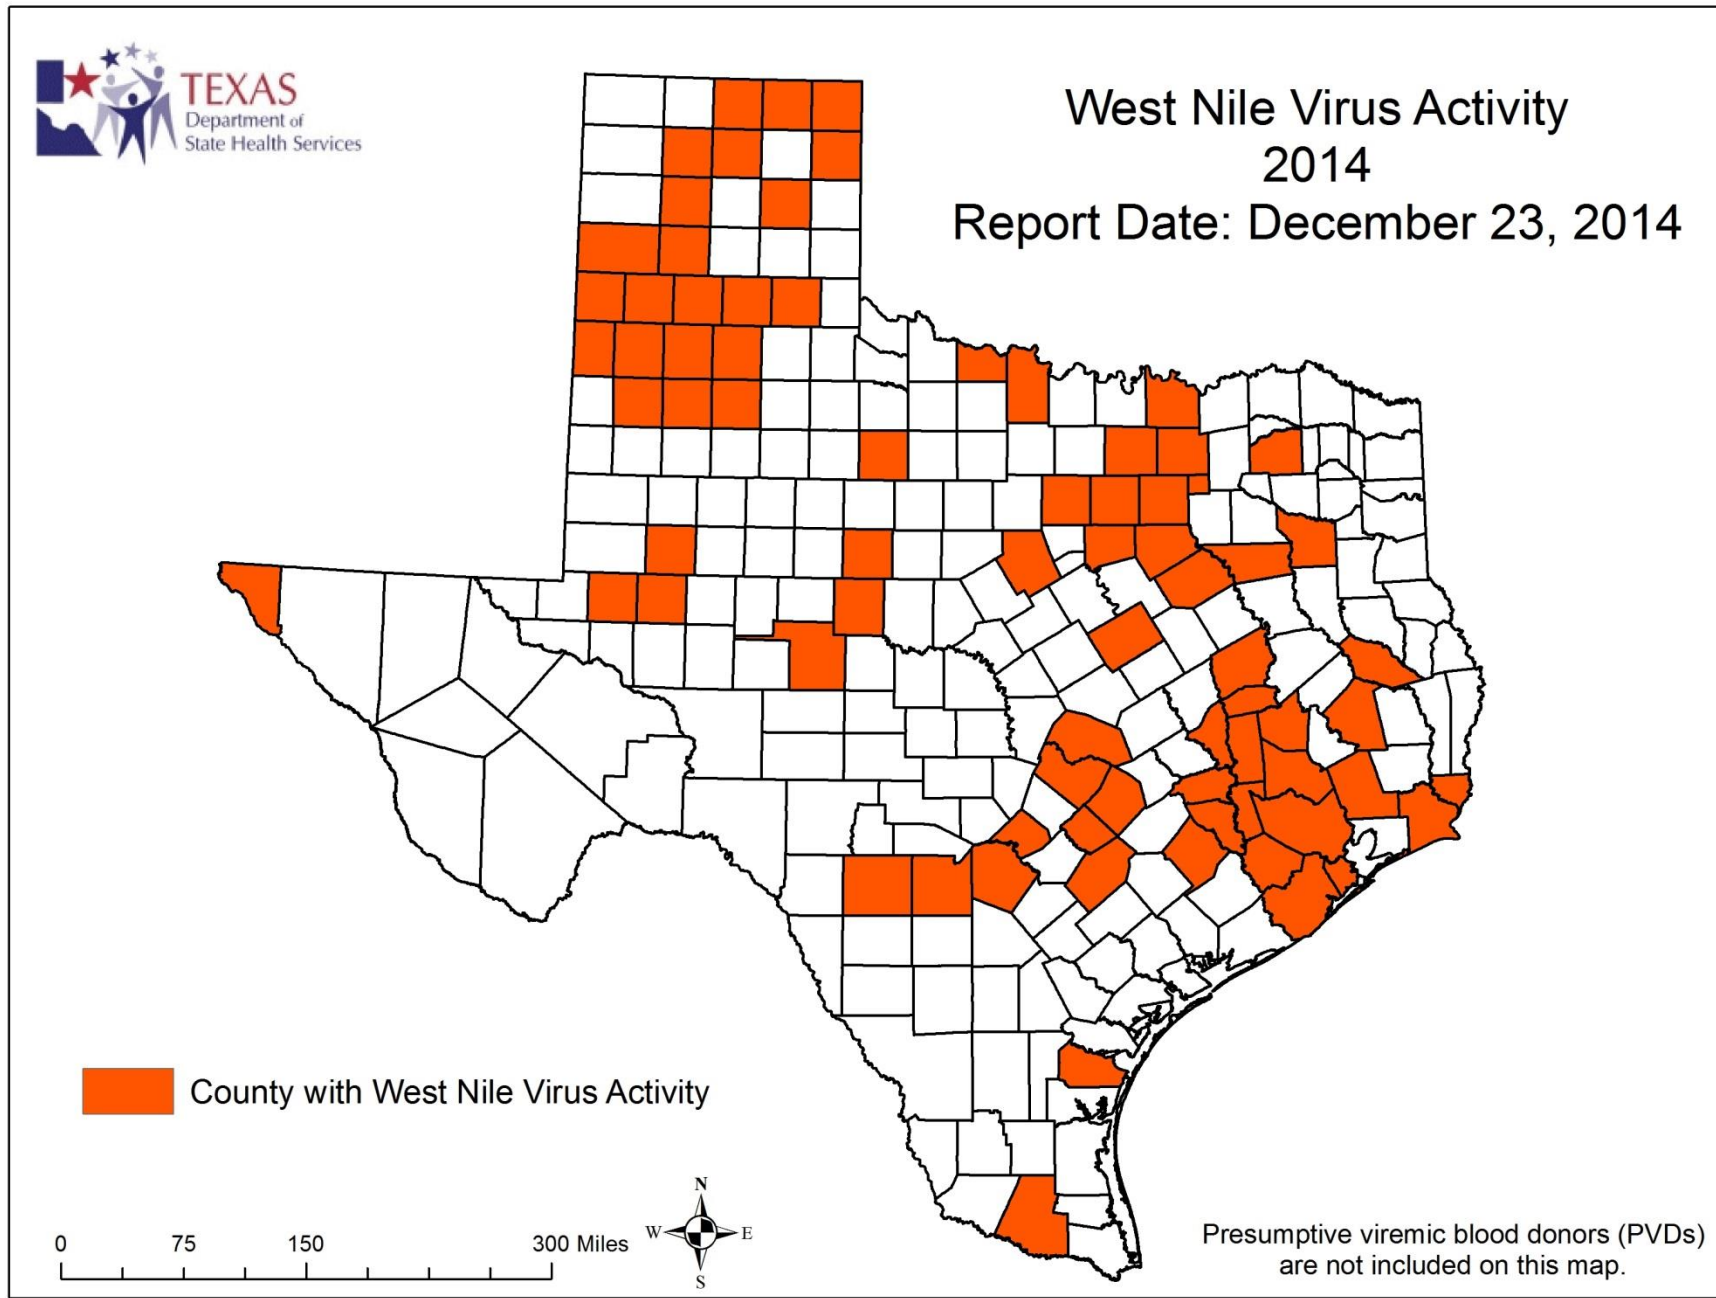 TEXAS
Department of
State Health Services
West Nile Virus Activity
2014
Report Date: December 23, 2014
County with West Nile Virus Activity
0 75 150 300 Miles
N
W E
S
Presumptive viremic blood donors (PVDs)
are not included on this map.